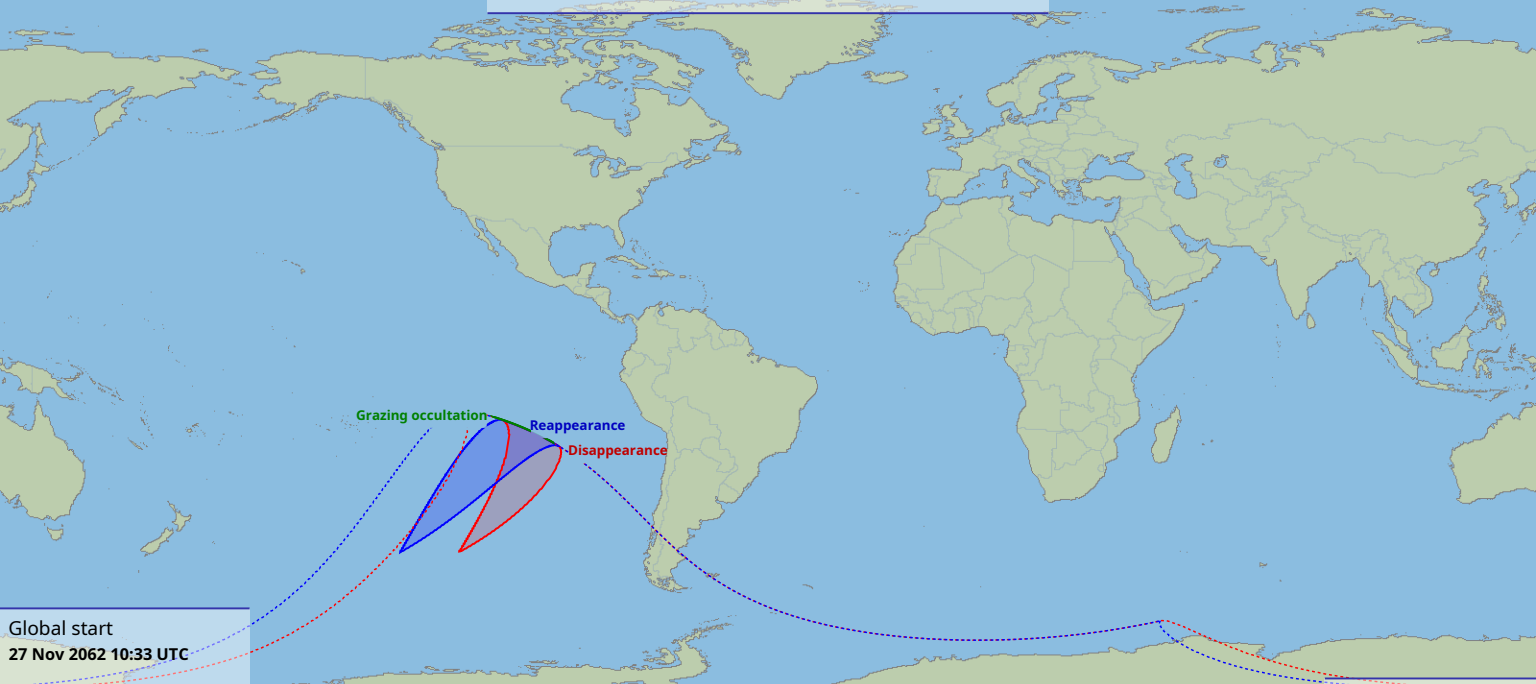 Grazing occultation
Reappearance
Disappearance
Global start
27 Nov 2062 10:33 UTC